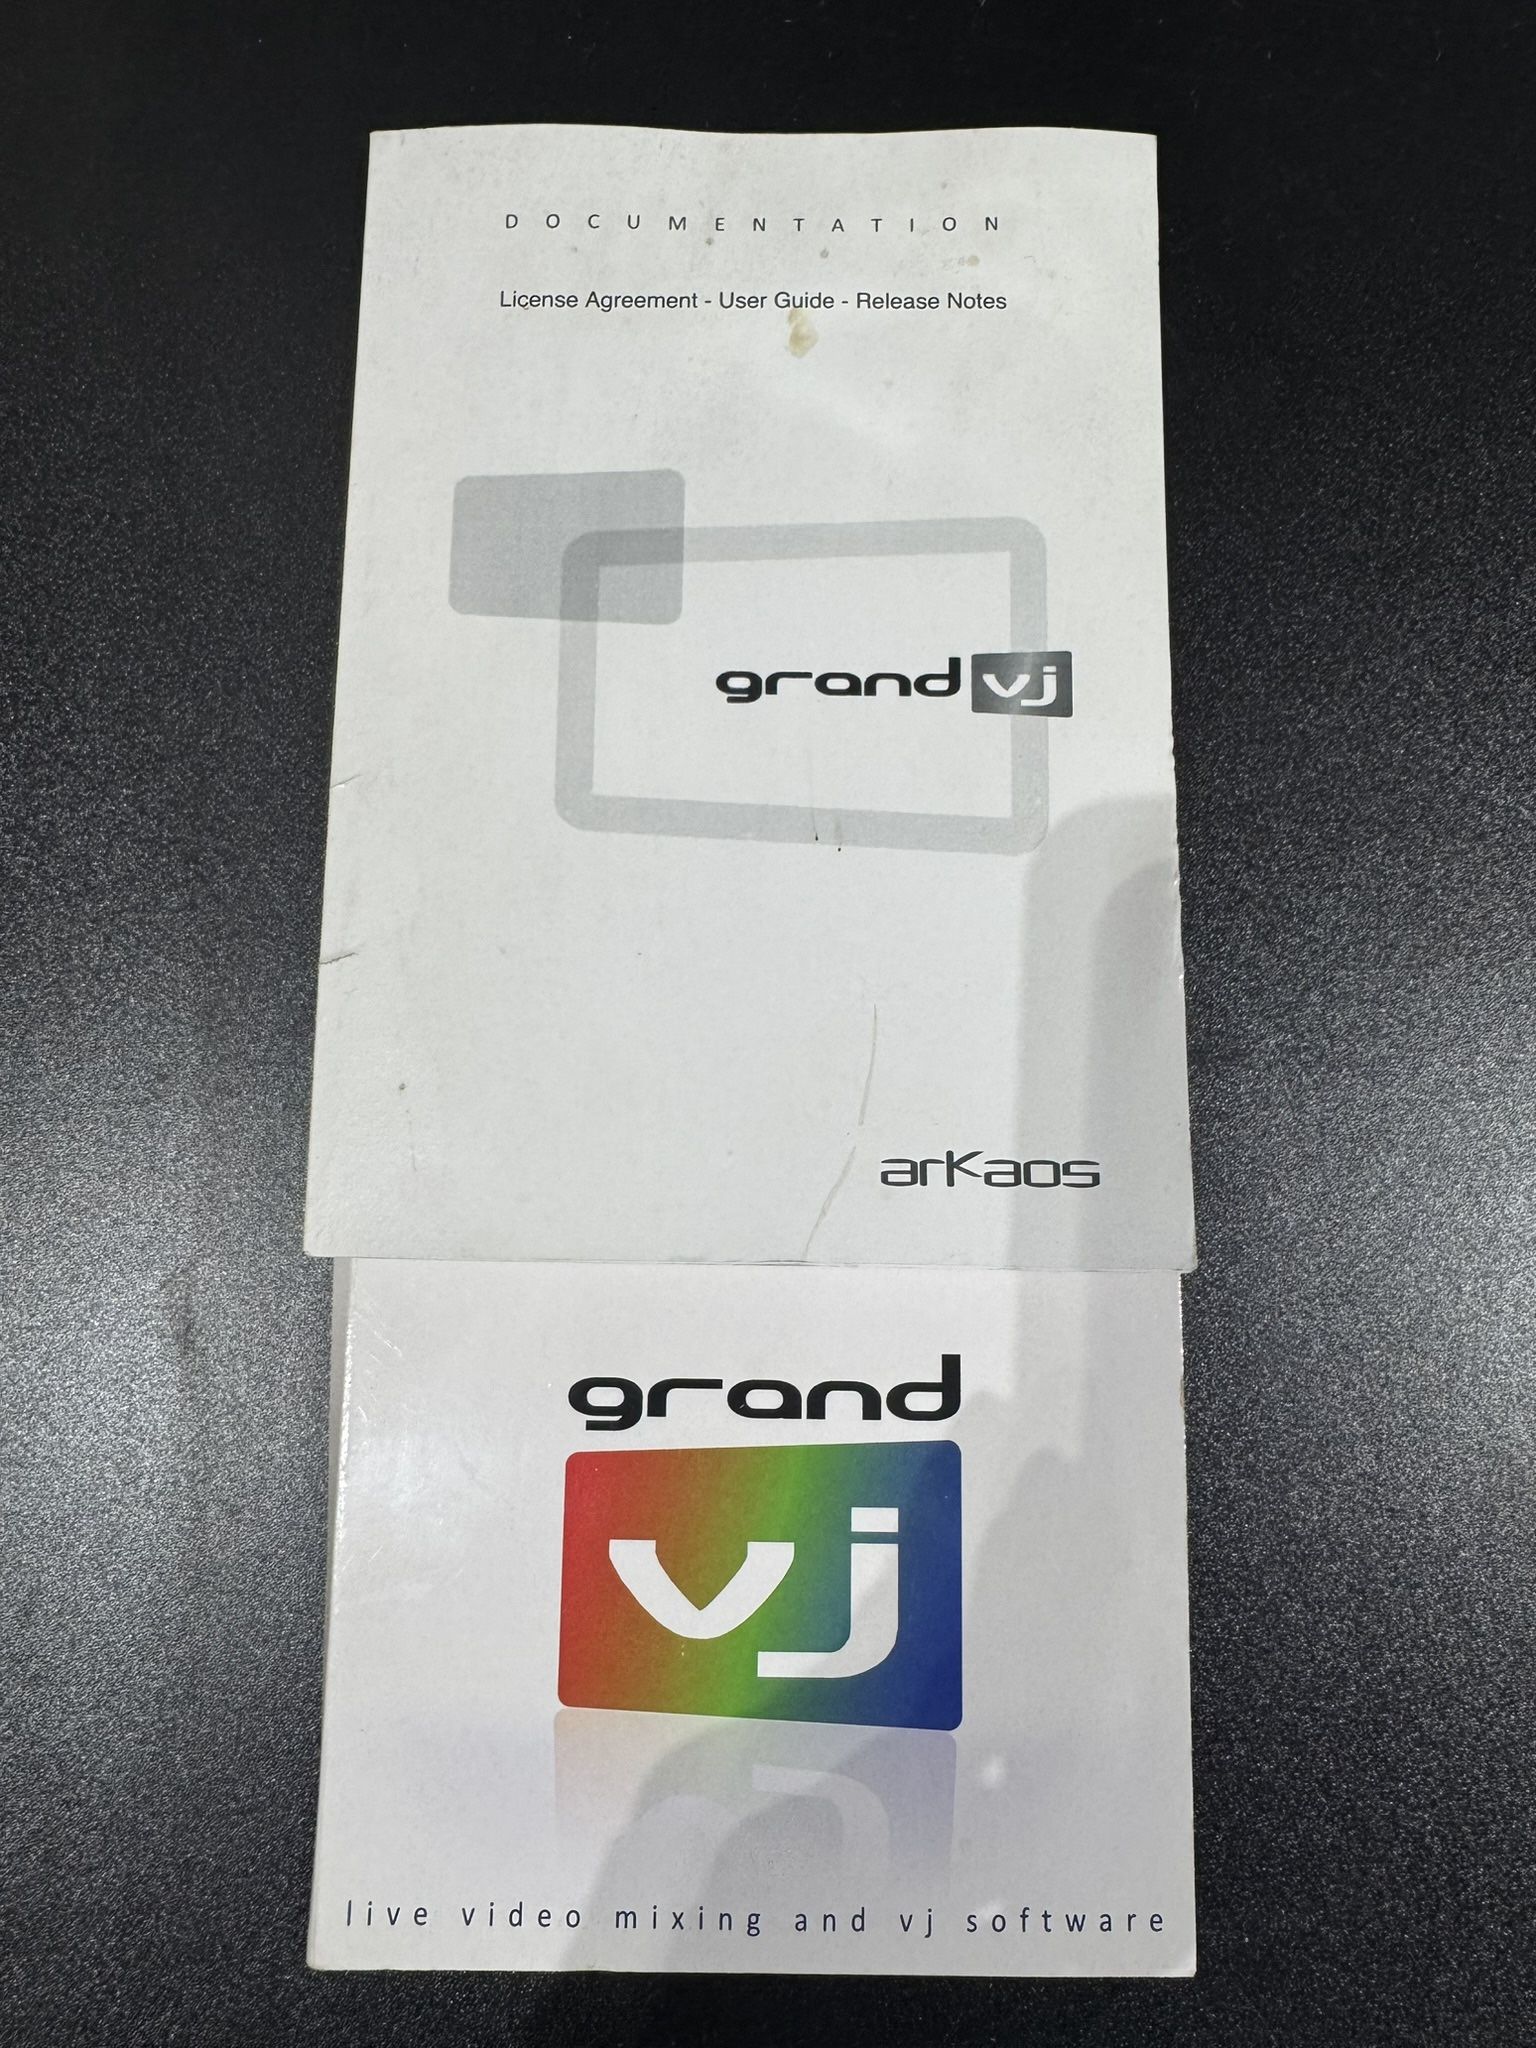 DOCUMENTATION
License Agreement - User Guide - Release Notes
grand vj
arKaos
grand
vj
live video mixing and vj software